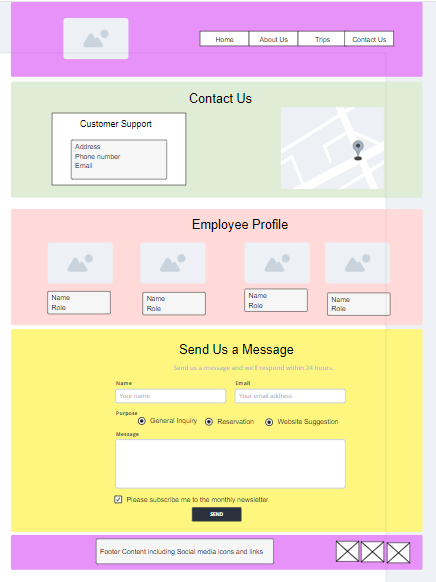 Home About Us Trips Contact Us
Contact Us
Customer Support
Address
Phone number
Email
Employee Profile
Name
Role
Name
Role
Name
Role
Name
Role
Send Us a Message
Send us a message and we'll respond within 24 hours.
Name Email
Your name Your email address
Purpose
General Inquiry Reservation Website Suggestion
Message
Please subscribe me to the monthly newsletter
SEND
Footer Content including Social media icons and links